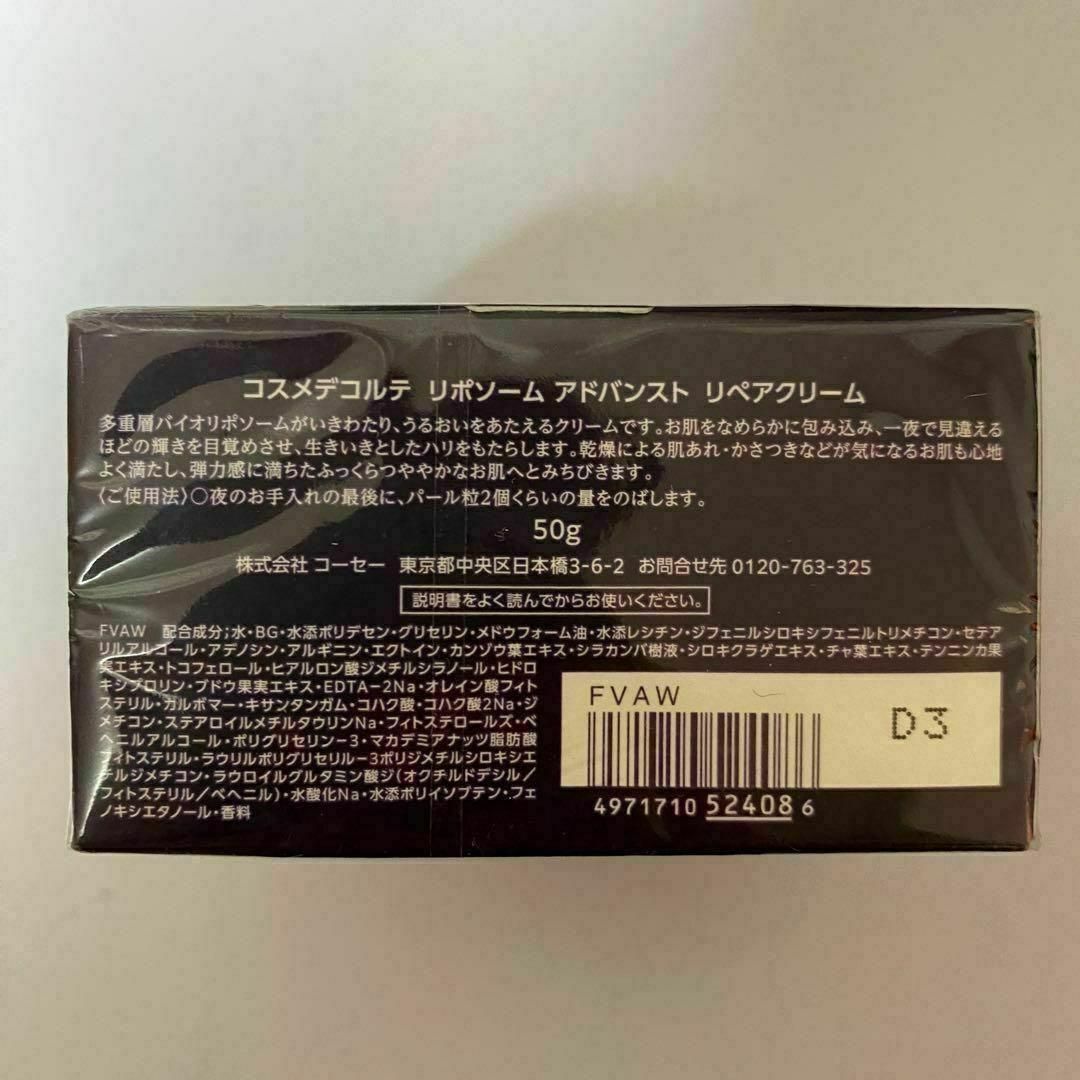 コスメデコルテ リポソーム アドバンスト リペアクリーム
多重層バイオリポソームがいきわたり、うるおいをあたえるクリームです。お肌をなめらかに包み込み、一夜で見違える
ほどの輝きを目覚めさせ、生きいきとしたハリをもたらします。乾燥による肌あれ・かさつきなどが気になるお肌も心地
よく満たし、弾力感に満ちたふっくらつややかなお肌へとみちびきます。
〈ご使用法〉○夜のお手入れの最後に、パール粒2個くらいの量をのばします。
50g
株式会社 コーセー 東京都中央区日本橋3-6-2 お問合せ先 0120-763-325
説明書をよく読んでからお使いください。
FVAW 配合成分;水・BG・水添ポリデセン・グリセリン・メドウフォーム油・水添レシチン・ジフェニルシロキシフェニルトリメチコン・セテア
リルアルコール・アデノシン・アルギニン・エクトイン・カンゾウ葉エキス・シラカンバ樹液・シロキクラゲエキス・チャ葉エキス・テンニンカ果
実エキス・トコフェロール・ヒアルロン酸ジメチルシラノール・ヒドロ
キシプロリン・ブドウ果実エキス・EDTA-2Na・オレイン酸フィト
ステリル・カルボマー・キサンタンガム・コハク酸・コハク酸2Na・ジ
メチコン・ステアロイルメチルタウリンNa・フィトステロールズ・ベ
ヘニルアルコール・ポリグリセリン-3・マカデミアナッツ脂肪酸
フィトステリル・ラウリルポリグリセリル-3ポリジメチルシロキシエ
チルジメチコン・ラウロイルグルタミン酸ジ(オクチルドデシル/
フィトステリル/ベヘニル)・水酸化Na・水添ポリイソブテン・フェ
ノキシエタノール・香料
FVAW
D3
4971710 52408 6